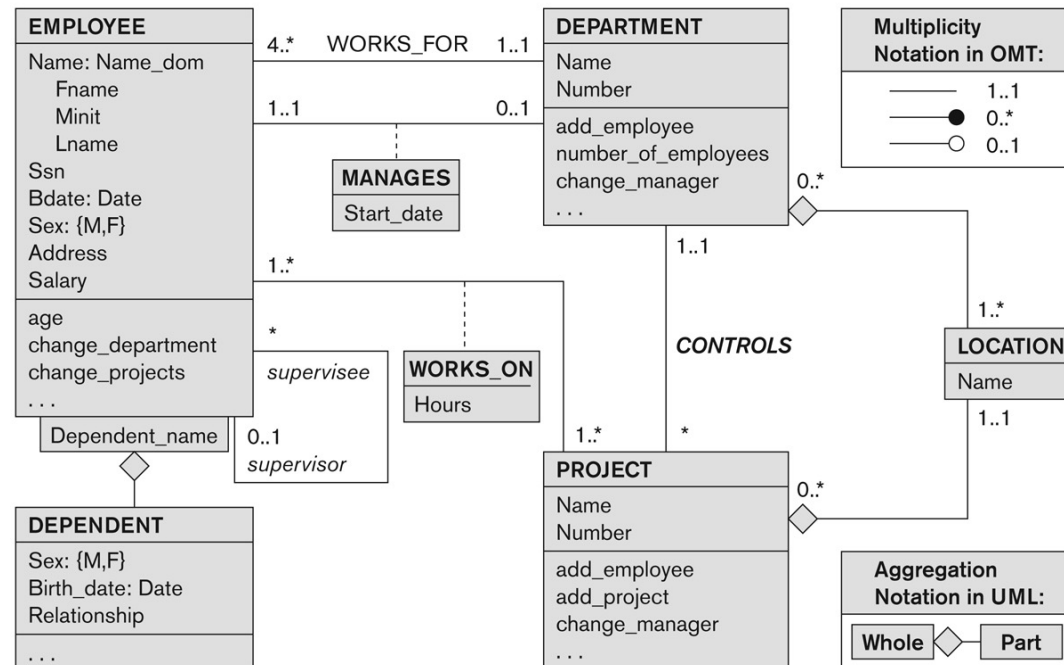 EMPLOYEE
Name: Name_dom
Fname
Minit
Lname
Ssn
Bdate: Date
Sex: {M,F}
Address
Salary
age
change_department
change_projects
. . .
Dependent_name
DEPENDENT
Sex: {M,F}
Birth_date: Date
Relationship
. . .
4..* WORKS_FOR 1..1
1..1 0..1
MANAGES
Start_date
1..*
*
supervisee
0..1
supervisor
WORKS_ON
Hours
1..*
DEPARTMENT
Name
Number
add_employee
number_of_employees
change_manager
. . .
0..*
1..1
CONTROLS
*
1..*
LOCATION
Name
1..1
PROJECT
Name
Number
add_employee
add_project
change_manager
. . .
0..*
Multiplicity
Notation in OMT:
1..1
0..*
0..1
Aggregation
Notation in UML:
Whole Part